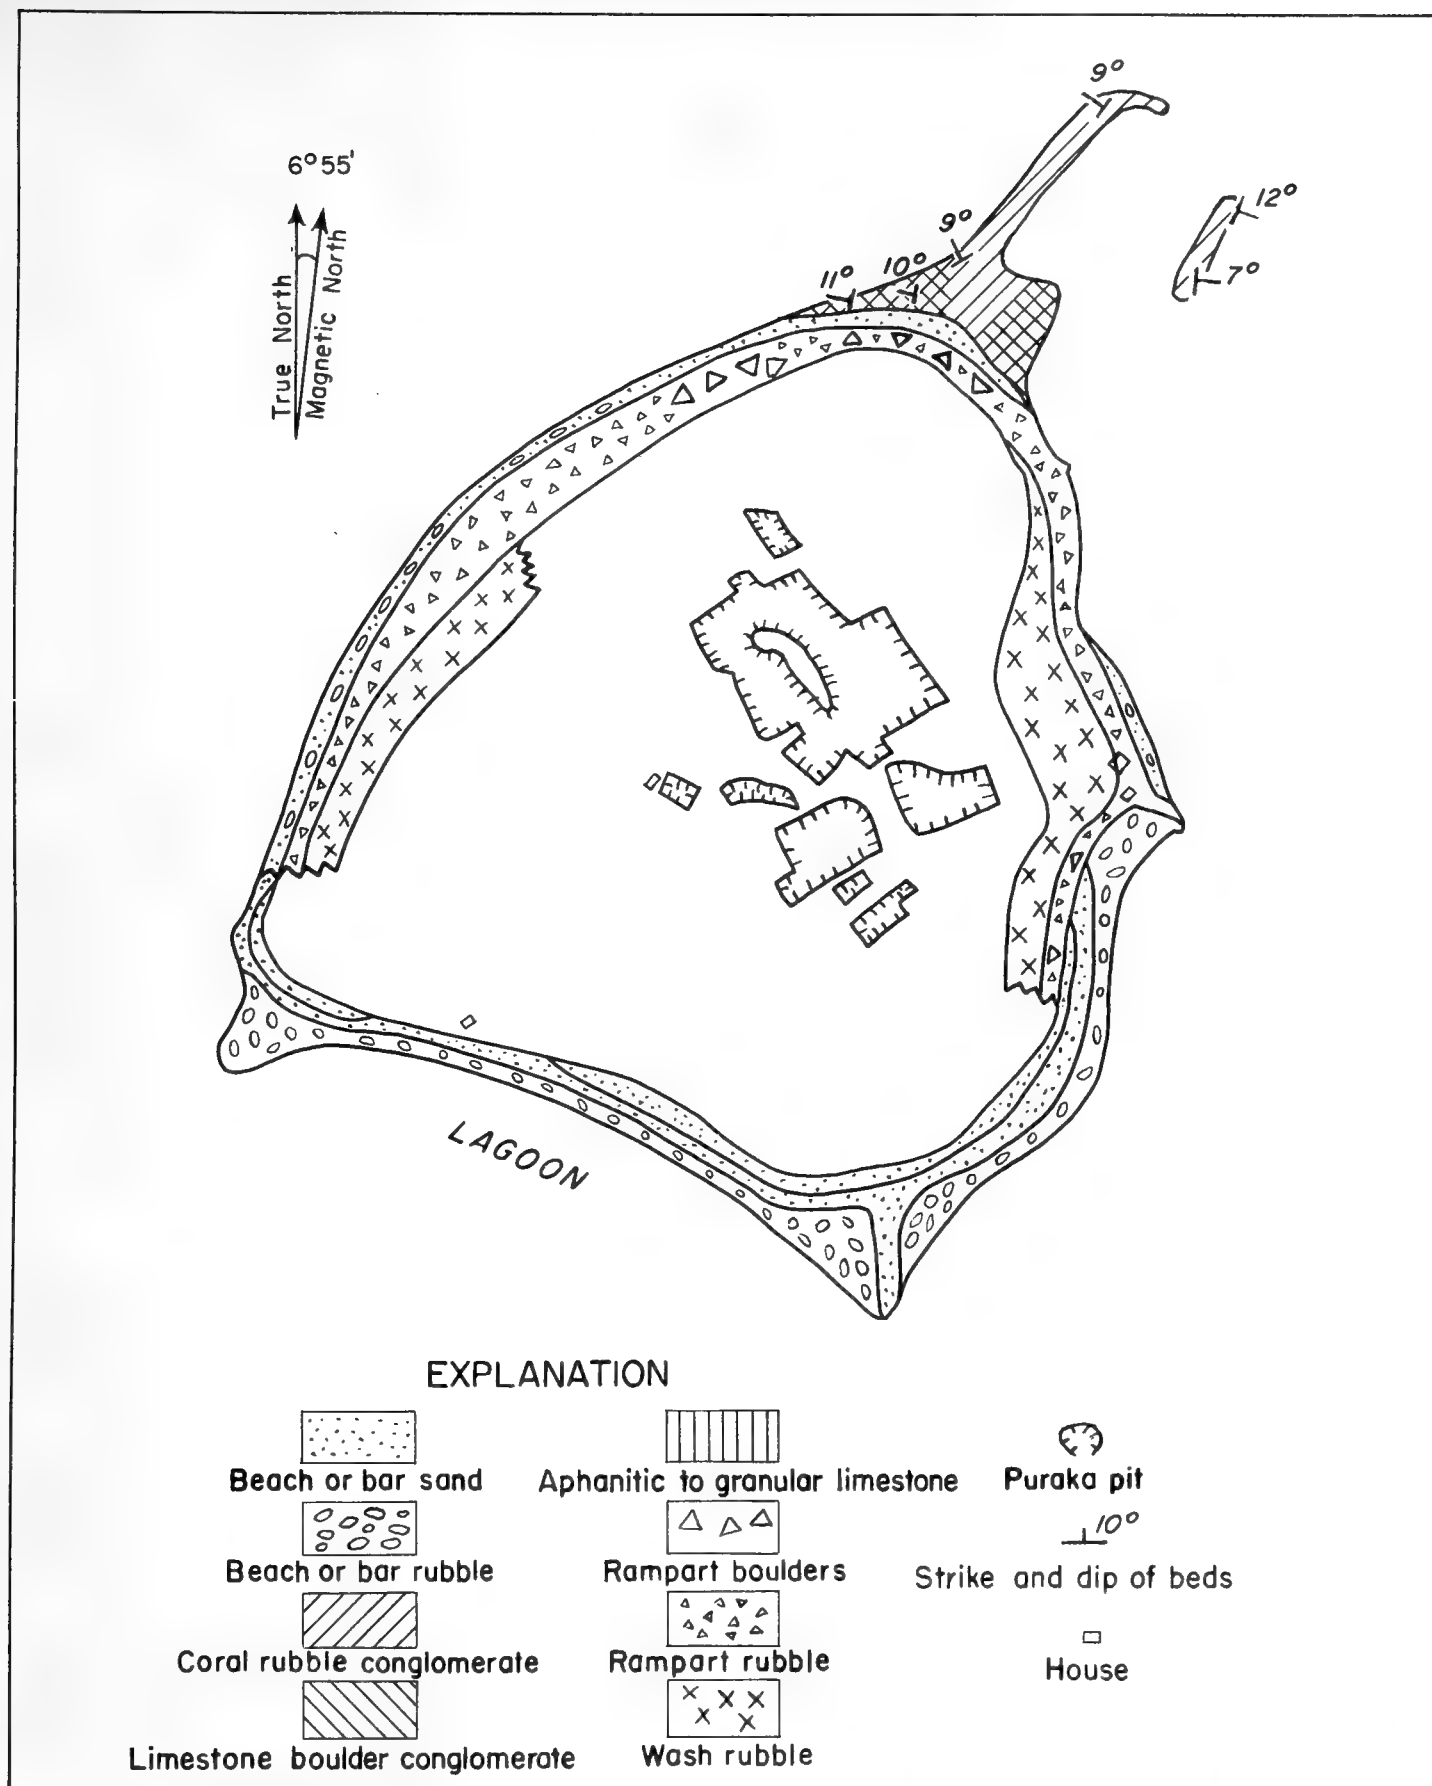 9°
6°55'
12°
9°
7°
11°
10°
True North
Magnetic North
LAGOON
EXPLANATION
Beach or bar sand
Aphanitic to granular limestone
Puraka pit
10°
Beach or bar rubble
Rampart boulders
Strike and dip of beds
Coral rubble conglomerate
Rampart rubble
House
Limestone boulder conglomerate
Wash rubble